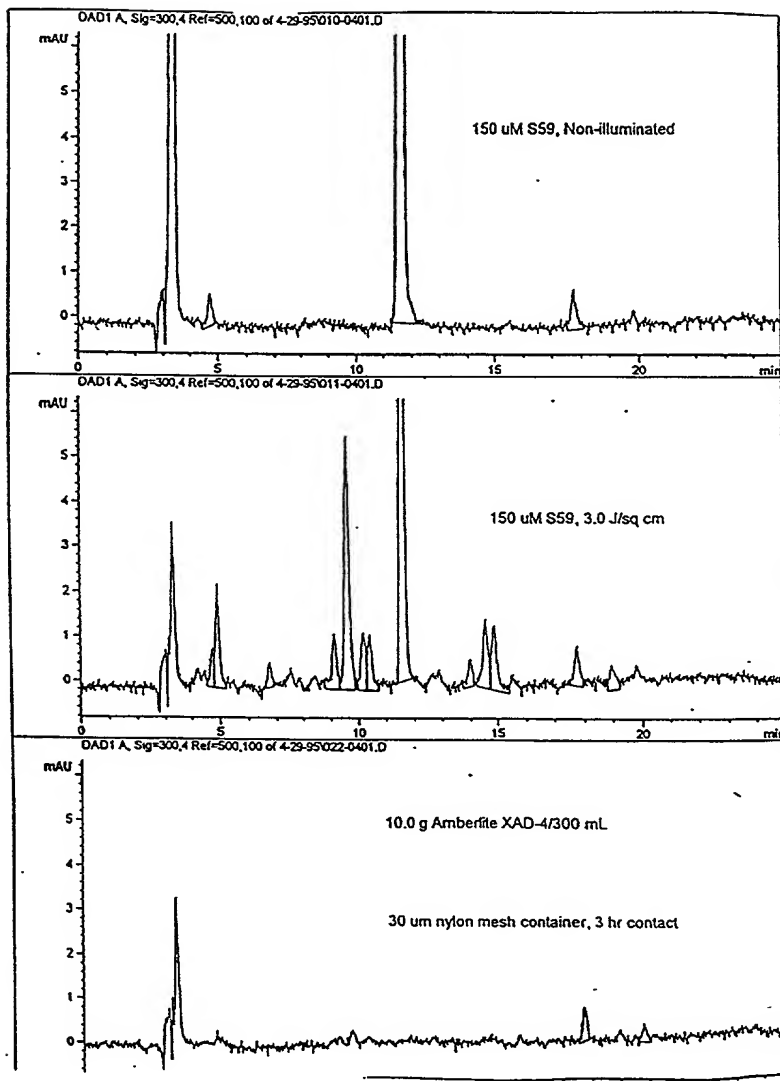 DAD1 A, Sig=300,4 Ref=500,100 of 4-29-95\010-0401.D
mAU
5
4
3
2
1
0
150 uM S59, Non-illuminated
0 5 10 15 20 min
DAD1 A, Sig=300,4 Ref=500,100 of 4-29-95\011-0401.D
mAU
5
4
3
2
1
0
150 uM S59, 3.0 J/sq cm
0 5 10 15 20 min
DAD1 A, Sig=300,4 Ref=500,100 of 4-29-95\022-0401.D
mAU
5
4
3
2
1
0
10.0 g Amberlite XAD-4/300 mL
30 um nylon mesh container, 3 hr contact